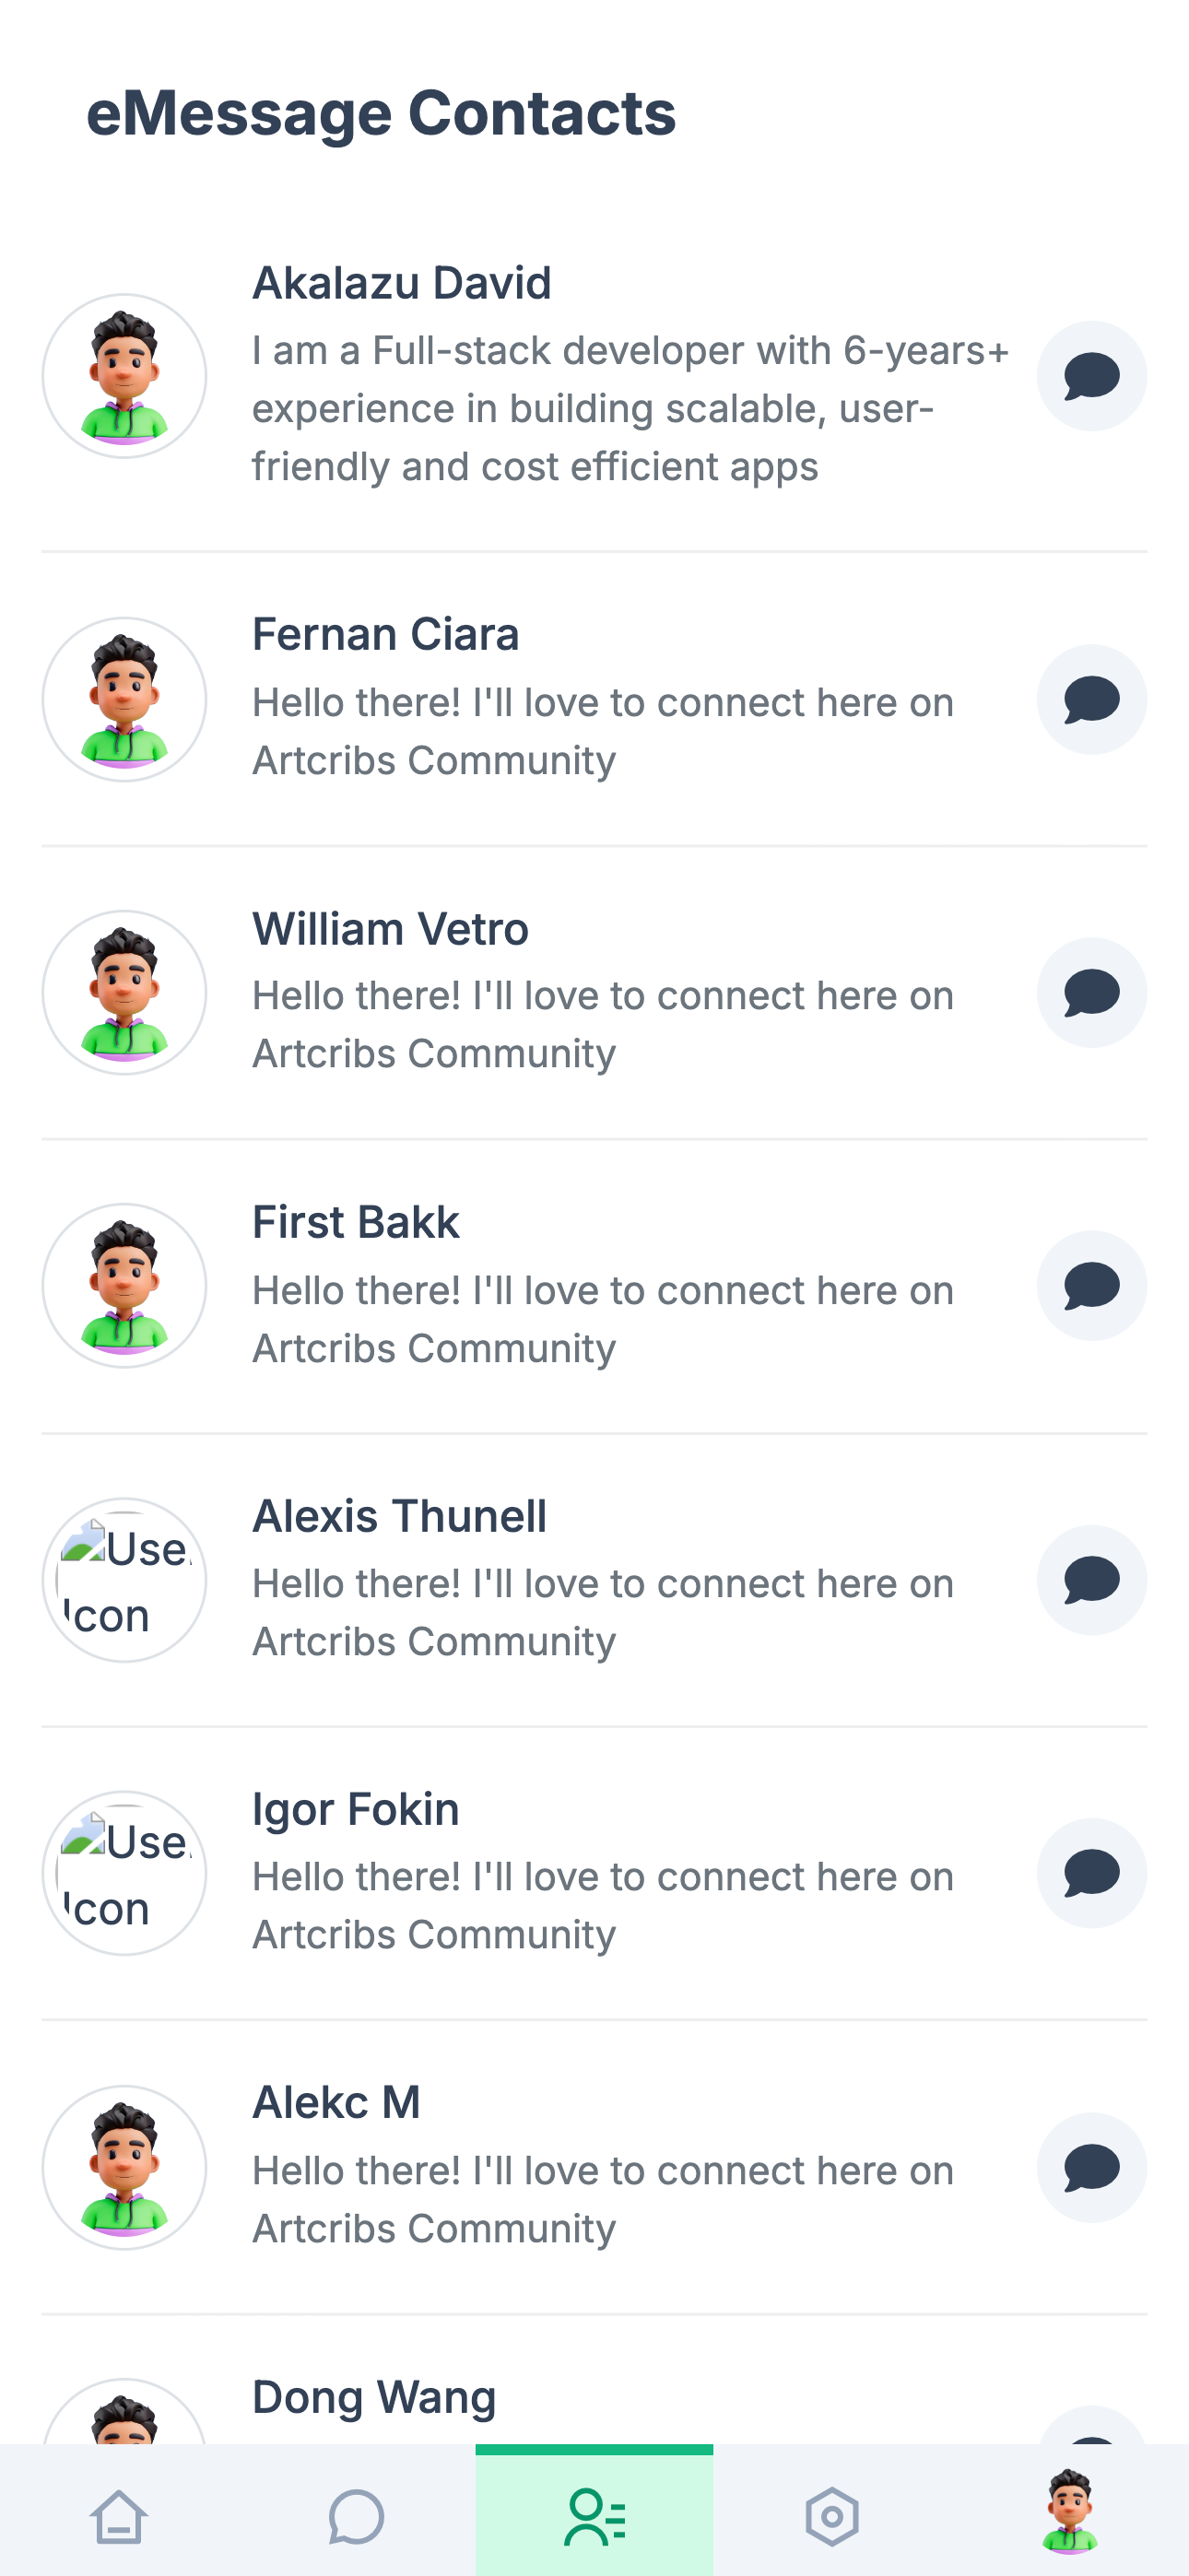 eMessage Contacts
Akalazu David
I am a Full-stack developer with 6-years+
experience in building scalable, user-
friendly and cost efficient apps
Fernan Ciara
Hello there! I'll love to connect here on
Artcribs Community
William Vetro
Hello there! I'll love to connect here on
Artcribs Community
First Bakk
Hello there! I'll love to connect here on
Artcribs Community
Alexis Thunell
Use
Icon
Hello there! I'll love to connect here on
Artcribs Community
Igor Fokin
Use
Icon
Hello there! I'll love to connect here on
Artcribs Community
Alekc M
Hello there! I'll love to connect here on
Artcribs Community
Dong Wang